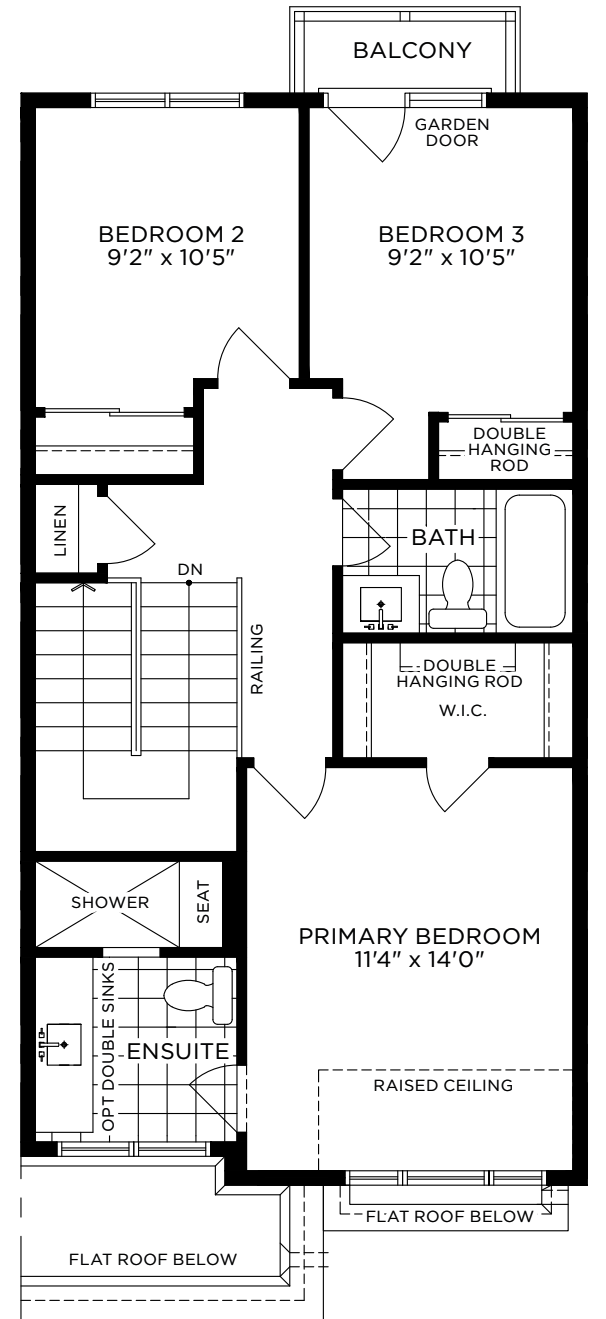 BALCONY
GARDEN
DOOR
BEDROOM 2
9'2" x 10'5"
BEDROOM 3
9'2" x 10'5"
DOUBLE
HANGING
ROD
LINEN
BATH
DN
RAILING
DOUBLE
HANGING ROD
W.I.C.
SHOWER
SEAT
PRIMARY BEDROOM
11'4" x 14'0"
OPT DOUBLE SINKS
ENSUITE
RAISED CEILING
FLAT ROOF BELOW
FLAT ROOF BELOW